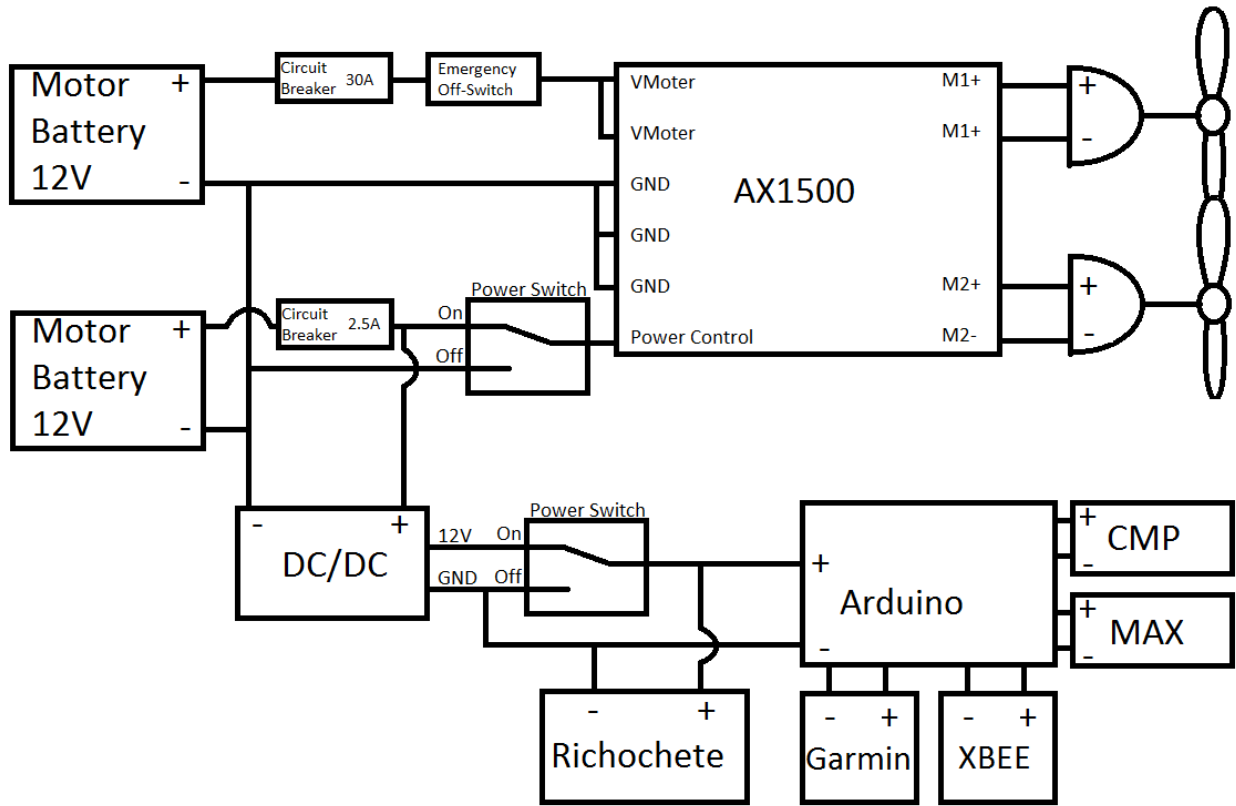 Motor
Battery
12V
+
-
Circuit
Breaker 30A
Emergency
Off-Switch
VMoter
VMoter
GND
GND
GND
Power Control
AX1500
M1+
M1+
M2+
M2-
+
-
+
-
Motor
Battery
12V
+
-
Circuit
Breaker 2.5A
Power Switch
On
Off
- +
DC/DC
12V
GND
Power Switch
On
Off
+
-
Arduino
+
-
CMP
+
-
MAX
- +
Richochete
- +
Garmin
- +
XBEE